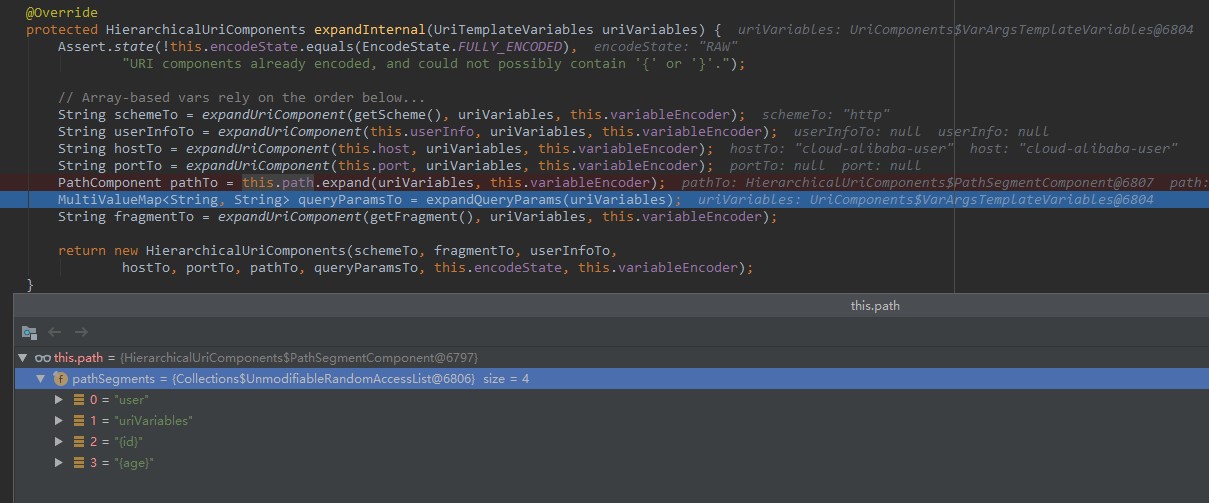 @Override
protected HierarchicalUriComponents expandInternal(UriTemplateVariables uriVariables) { uriVariables: UriComponents$VarArgsTemplateVariables@6804
Assert.state(!this.encodeState.equals(EncodeState.FULLY_ENCODED), encodeState: "RAW"
"URI components already encoded, and could not possibly contain '{' or '}'.");
// Array-based vars rely on the order below...
String schemeTo = expandUriComponent(getScheme(), uriVariables, this.variableEncoder); schemeTo: "http"
String userInfoTo = expandUriComponent(this.userInfo, uriVariables, this.variableEncoder); userInfoTo: null userInfo: null
String hostTo = expandUriComponent(this.host, uriVariables, this.variableEncoder); hostTo: "cloud-alibaba-user" host: "cloud-alibaba-user"
String portTo = expandUriComponent(this.port, uriVariables, this.variableEncoder); portTo: null port: null
PathComponent pathTo = this.path.expand(uriVariables, this.variableEncoder); pathTo: HierarchicalUriComponents$PathSegmentComponent@6807 path:
MultiValueMap<String, String> queryParamsTo = expandQueryParams(uriVariables); uriVariables: UriComponents$VarArgsTemplateVariables@6804
String fragmentTo = expandUriComponent(getFragment(), uriVariables, this.variableEncoder);
return new HierarchicalUriComponents(schemeTo, fragmentTo, userInfoTo,
hostTo, portTo, pathTo, queryParamsTo, this.encodeState, this.variableEncoder);
}
this.path
this.path = {HierarchicalUriComponents$PathSegmentComponent@6797}
f pathSegments = {Collections$UnmodifiableRandomAccessList@6806} size = 4
0 = "user"
1 = "uriVariables"
2 = "{id}"
3 = "{age}"